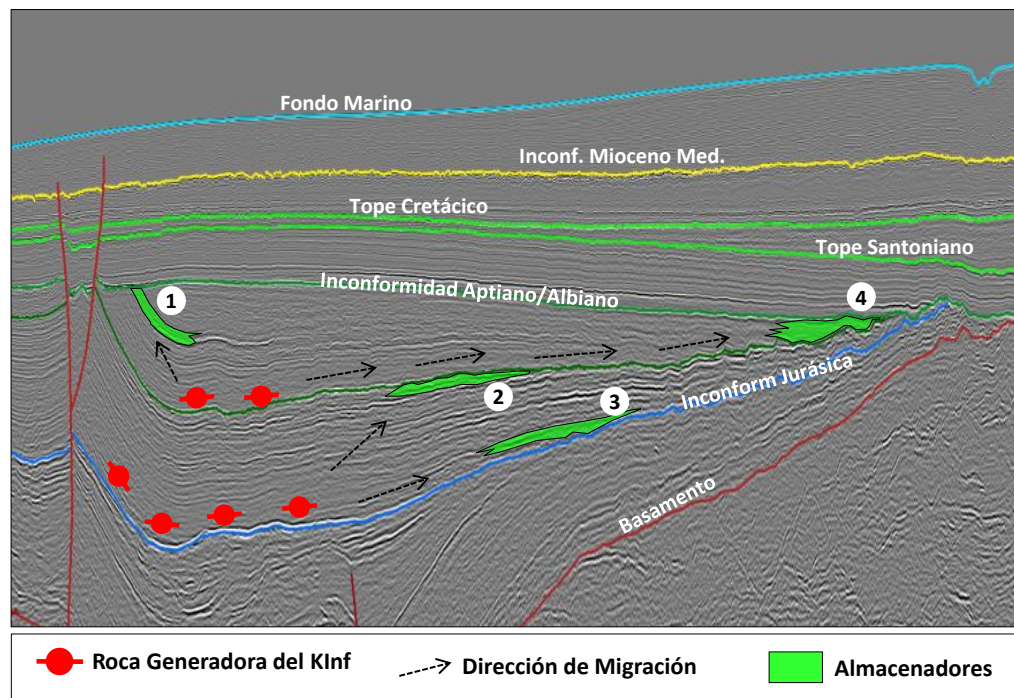 Fondo Marino
Inconf. Mioceno Med.
Tope Cretácico
Tope Santoniano
Inconformidad Aptiano/Albiano
1
4
2
3
Inconform Jurásica
Basamento
Roca Generadora del KInf
Dirección de Migración
Almacenadores